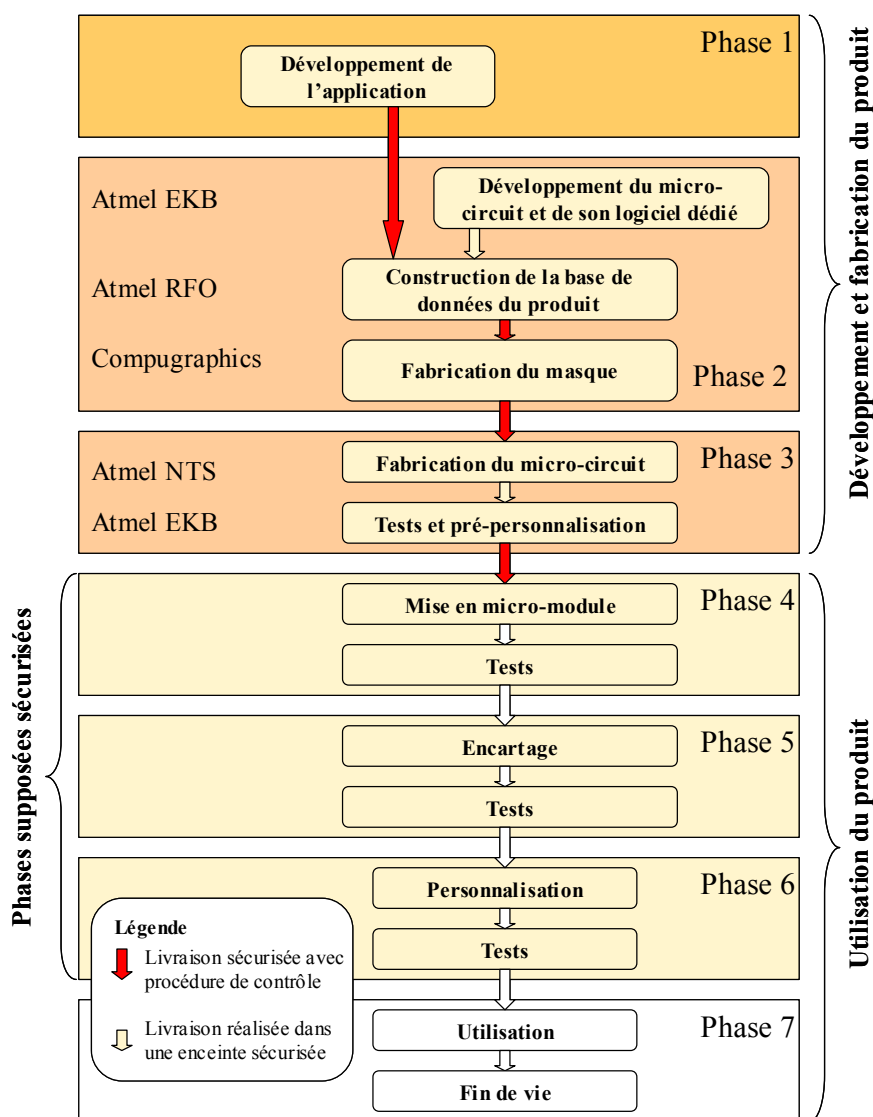 Phase 1
Développement de
l’application
Développement et fabrication du produit
Atmel EKB
Développement du micro-
circuit et de son logiciel dédié
Atmel RFO
Construction de la base de
données du produit
Compugraphics
Fabrication du masque
Phase 2
Phase 3
Atmel NTS
Fabrication du micro-circuit
Atmel EKB
Tests et pré-personnalisation
Phases supposées sécurisées
Phase 4
Mise en micro-module
Tests
Utilisation du produit
Phase 5
Encartage
Tests
Phase 6
Personnalisation
Tests
Légende
Livraison sécurisée avec
procédure de contrôle
Livraison réalisée dans
une enceinte sécurisée
Phase 7
Utilisation
Fin de vie